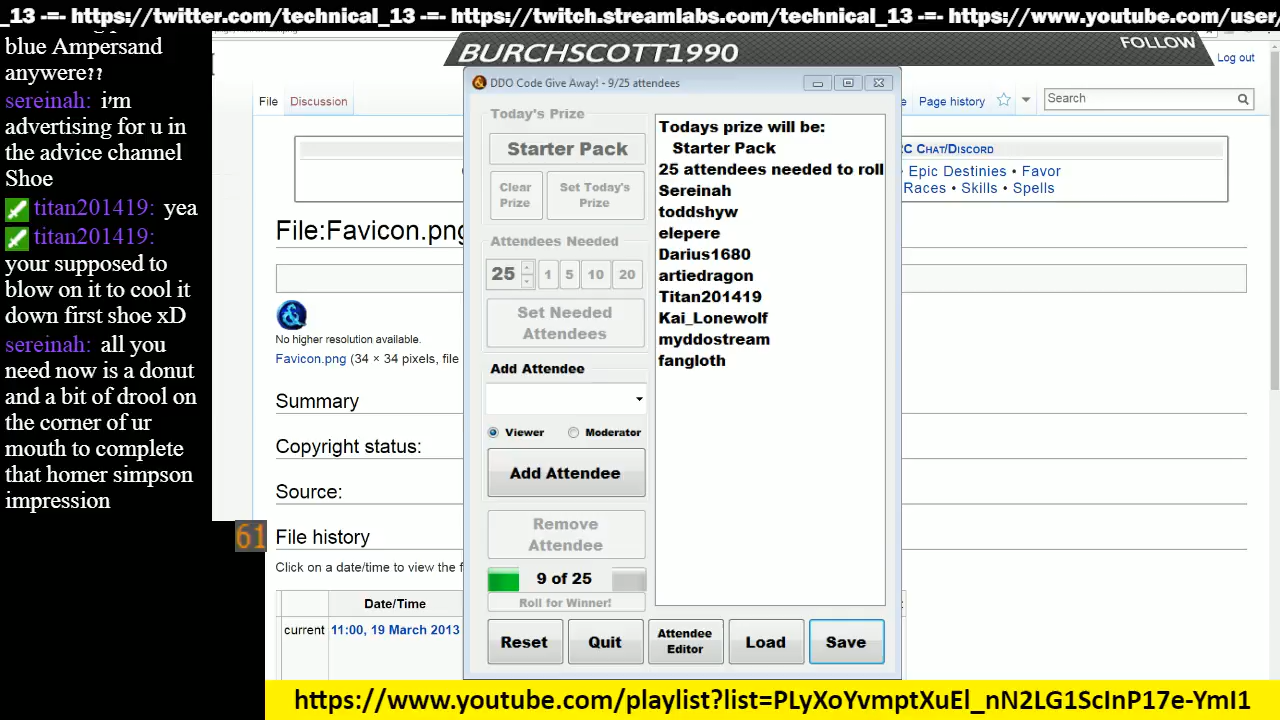 _13 -=- https://twitter.com/technical_13 -=- https://twitch.streamlabs.com/technical_13 -=- https://www.youtube.com/user/
blue Ampersand
anywere??
sereinah: i'm
advertising for u in
the advice channel
Shoe
titan201419: yea
titan201419:
your supposed to
blow on it to cool it
down first shoe xD
sereinah: all you
need now is a donut
and a bit of drool on
the corner of ur
mouth to complete
that homer simpson
impression
61
BURCHSCOTT1990
FOLLOW
Log out
File
Discussion
Page history
Search
C CHAT/DISCORD
Epic Destinies • Favor
Races • Skills • Spells
File:Favicon.png
No higher resolution available.
Favicon.png (34 × 34 pixels, file
Summary
Copyright status:
Source:
File history
Click on a date/time to view the f
Date/Time
current
11:00, 19 March 2013
DDO Code Give Away! - 9/25 attendees
Today's Prize
Starter Pack
Clear
Prize
Set Today's
Prize
Attendees Needed
25
1
5
10
20
Set Needed
Attendees
Add Attendee
Viewer
Moderator
Add Attendee
Remove
Attendee
9 of 25
Roll for Winner!
Todays prize will be:
Starter Pack
25 attendees needed to roll
Sereinah
toddshyw
elepere
Darius1680
artiedragon
Titan201419
Kai_Lonewolf
myddostream
fangloth
Reset
Quit
Attendee
Editor
Load
Save
https://www.youtube.com/playlist?list=PLyXoYvmptXuEl_nN2LG1ScInP17e-YmI1